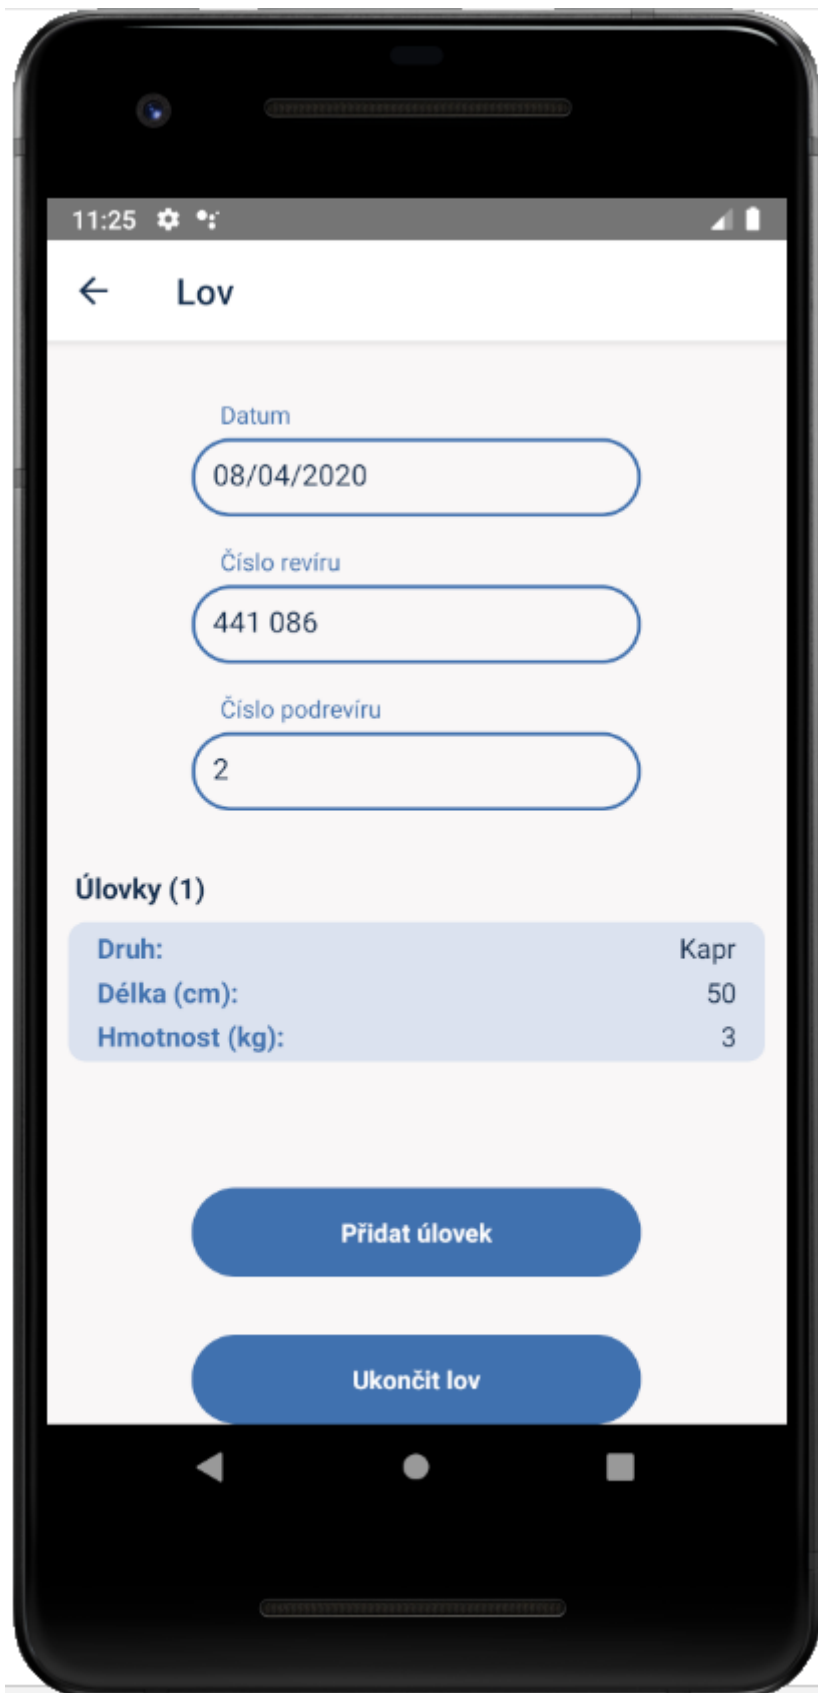 11:25
Lov
Datum
08/04/2020
Číslo revíru
441 086
Číslo podrevíru
2
Úlovky (1)
Druh: Kapr
Délka (cm): 50
Hmotnost (kg): 3
Přidat úlovek
Ukončit lov